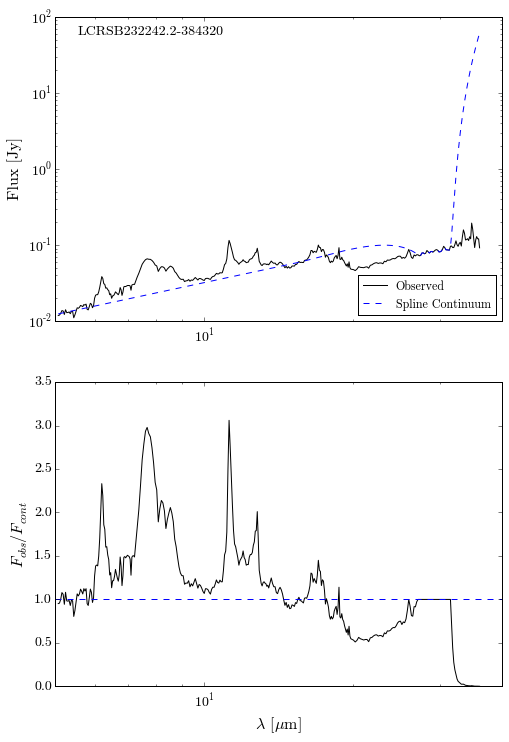 10^2
LCRSB232242.2-384320
10^1
10^0
10^-1
10^-2
Flux [Jy]
Observed
Spline Continuum
10^1
3.5
3.0
2.5
2.0
1.5
1.0
0.5
0.0
F_obs/F_cont
10^1
λ [μm]